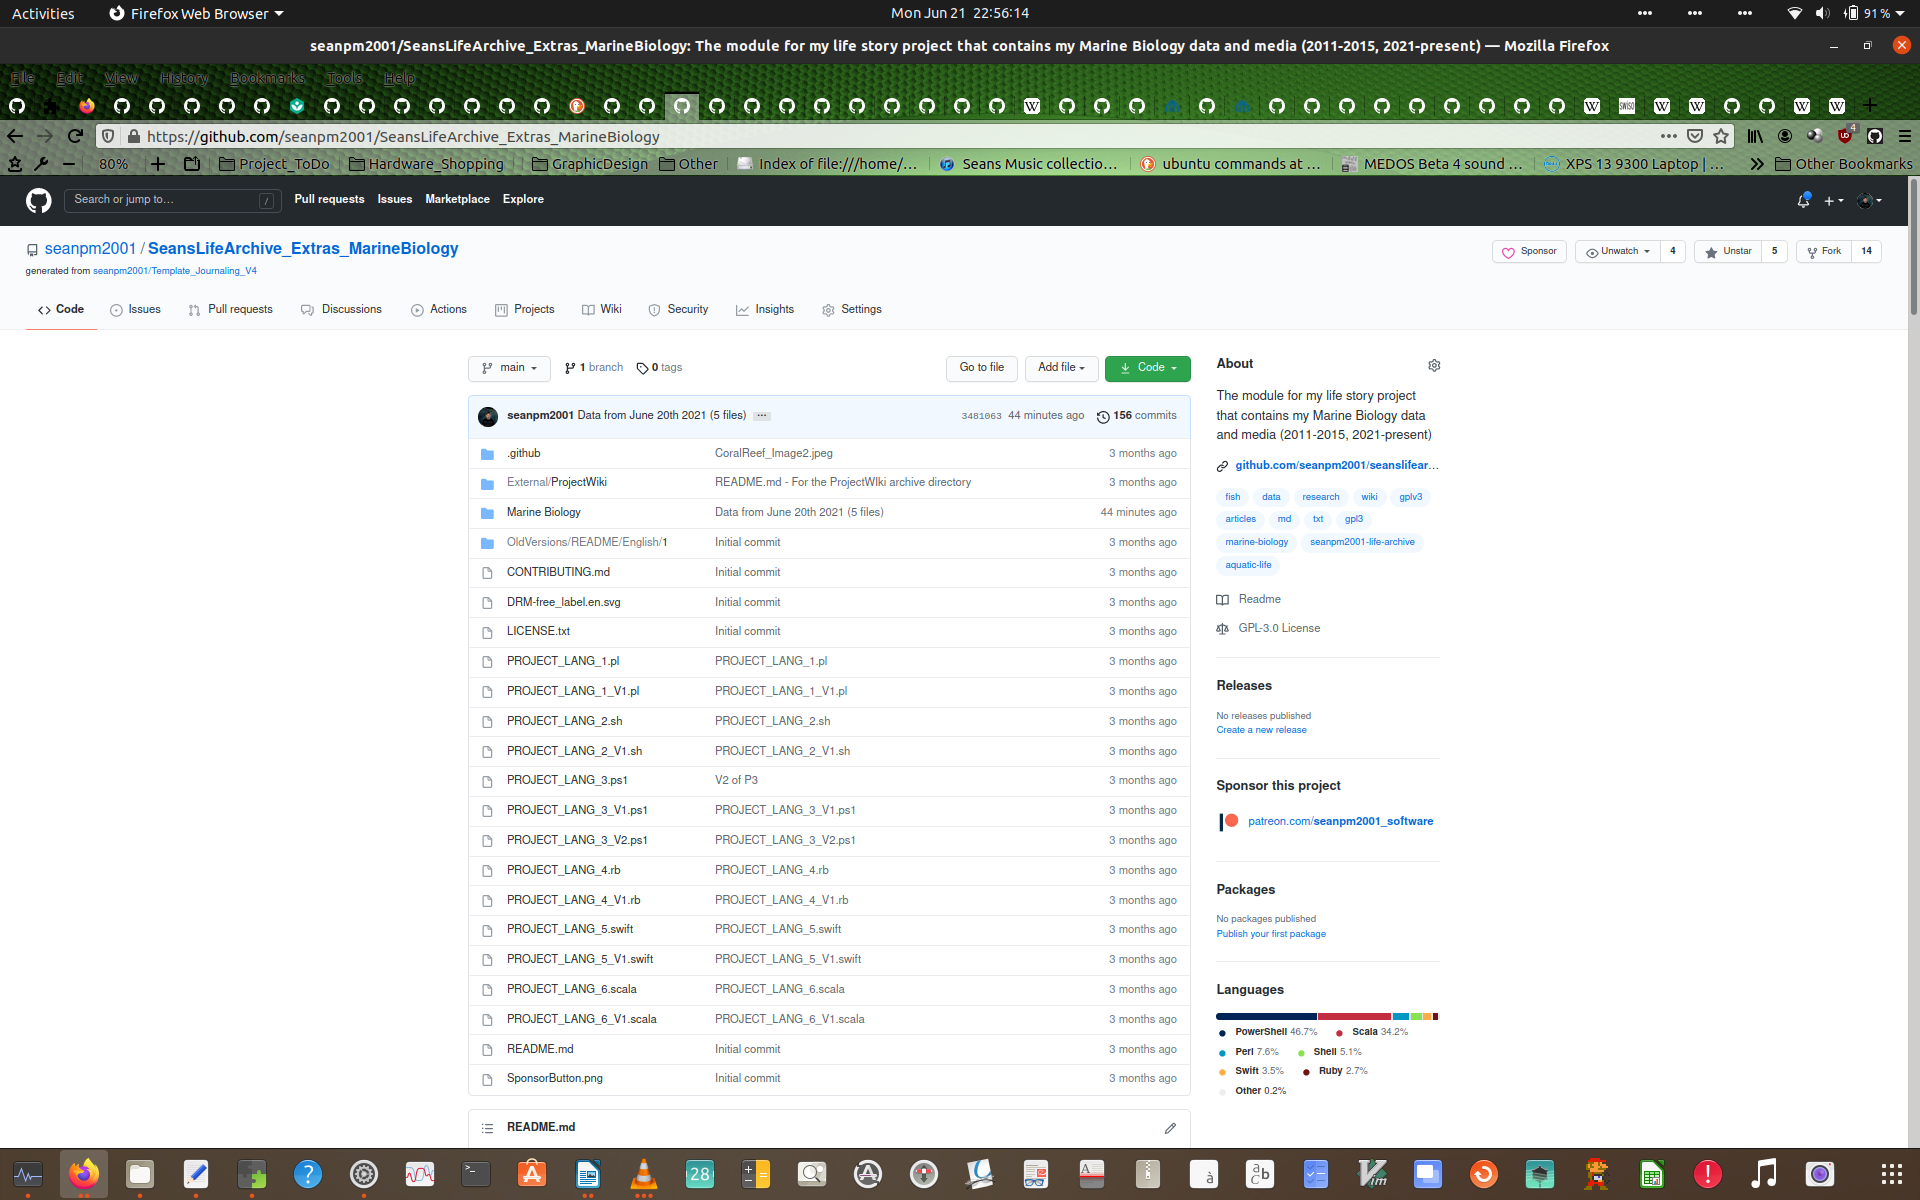 Activities Firefox Web Browser Mon Jun 21 22:56:14 91 %
seanpm2001/SeansLifeArchive_Extras_MarineBiology: The module for my life story project that contains my Marine Biology data and media (2011-2015, 2021-present) — Mozilla Firefox
File Edit View History Bookmarks Tools Help
https://github.com/seanpm2001/SeansLifeArchive_Extras_MarineBiology 4
80% Project_ToDo Hardware_Shopping GraphicDesign Other Index of file:///home/... Seans Music collectio... ubuntu commands at ... MEDOS Beta 4 sound ... XPS 13 9300 Laptop | ... Other Bookmarks
Search or jump to... / Pull requests Issues Marketplace Explore
seanpm2001 / SeansLifeArchive_Extras_MarineBiology Sponsor Unwatch 4 Unstar 5 Fork 14
generated from seanpm2001/Template_Journaling_V4
Code Issues Pull requests Discussions Actions Projects Wiki Security Insights Settings
main 1 branch 0 tags Go to file Add file Code
seanpm2001 Data from June 20th 2021 (5 files) ... 3481063 44 minutes ago 156 commits
.github CoralReef_Image2.jpeg 3 months ago
External/ProjectWiki README.md - For the ProjectWIki archive directory 3 months ago
Marine Biology Data from June 20th 2021 (5 files) 44 minutes ago
OldVersions/README/English/1 Initial commit 3 months ago
CONTRIBUTING.md Initial commit 3 months ago
DRM-free_label.en.svg Initial commit 3 months ago
LICENSE.txt Initial commit 3 months ago
PROJECT_LANG_1.pl PROJECT_LANG_1.pl 3 months ago
PROJECT_LANG_1_V1.pl PROJECT_LANG_1_V1.pl 3 months ago
PROJECT_LANG_2.sh PROJECT_LANG_2.sh 3 months ago
PROJECT_LANG_2_V1.sh PROJECT_LANG_2_V1.sh 3 months ago
PROJECT_LANG_3.ps1 V2 of P3 3 months ago
PROJECT_LANG_3_V1.ps1 PROJECT_LANG_3_V1.ps1 3 months ago
PROJECT_LANG_3_V2.ps1 PROJECT_LANG_3_V2.ps1 3 months ago
PROJECT_LANG_4.rb PROJECT_LANG_4.rb 3 months ago
PROJECT_LANG_4_V1.rb PROJECT_LANG_4_V1.rb 3 months ago
PROJECT_LANG_5.swift PROJECT_LANG_5.swift 3 months ago
PROJECT_LANG_5_V1.swift PROJECT_LANG_5_V1.swift 3 months ago
PROJECT_LANG_6.scala PROJECT_LANG_6.scala 3 months ago
PROJECT_LANG_6_V1.scala PROJECT_LANG_6_V1.scala 3 months ago
README.md Initial commit 3 months ago
SponsorButton.png Initial commit 3 months ago
README.md
About
The module for my life story project
that contains my Marine Biology data
and media (2011-2015, 2021-present)
github.com/seanpm2001/seanslifear...
fish data research wiki gplv3
articles md txt gpl3
marine-biology seanpm2001-life-archive
aquatic-life
Readme
GPL-3.0 License
Releases
No releases published
Create a new release
Sponsor this project
patreon.com/seanpm2001_software
Packages
No packages published
Publish your first package
Languages
PowerShell 46.7% Scala 34.2%
Perl 7.6% Shell 5.1%
Swift 3.5% Ruby 2.7%
Other 0.2%
28